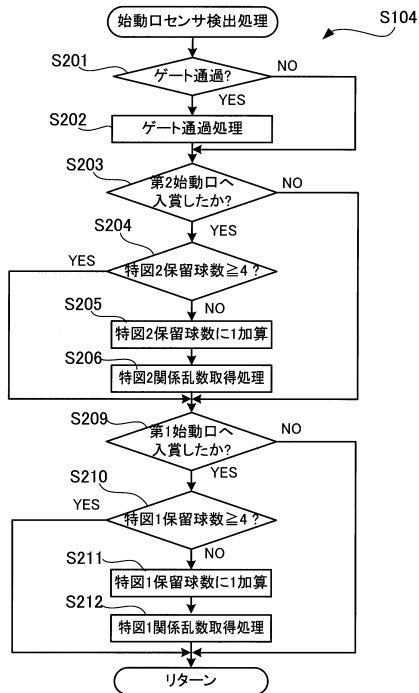 始動口センサ検出処理
S104
S201
ゲート通過?
NO
YES
S202
ゲート通過処理
S203
第2始動口へ
入賞したか?
NO
YES
S204
YES
特図2保留球数≧4?
NO
S205
特図2保留球数に1加算
S206
特図2関係乱数取得処理
S209
第1始動口へ
入賞したか?
NO
YES
S210
YES
特図1保留球数≧4?
NO
S211
特図1保留球数に1加算
S212
特図1関係乱数取得処理
リターン